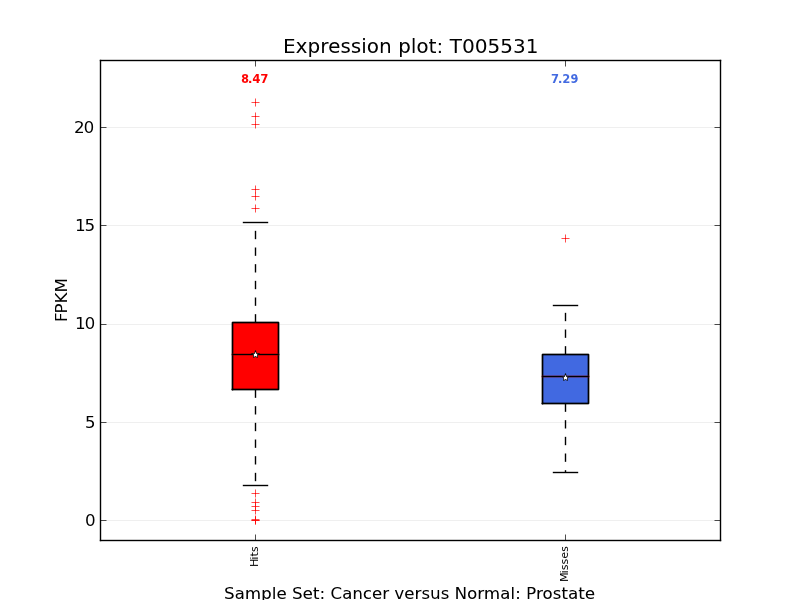 Expression plot: T005531
8.47
7.29
20
15
10
5
0
FPKM
Hits
Misses
Sample Set: Cancer versus Normal: Prostate